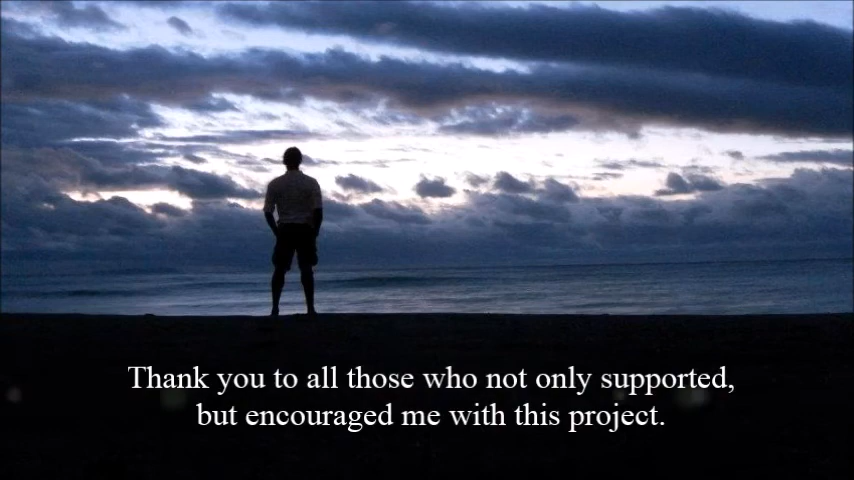 Thank you to all those who not only supported,
but encouraged me with this project.